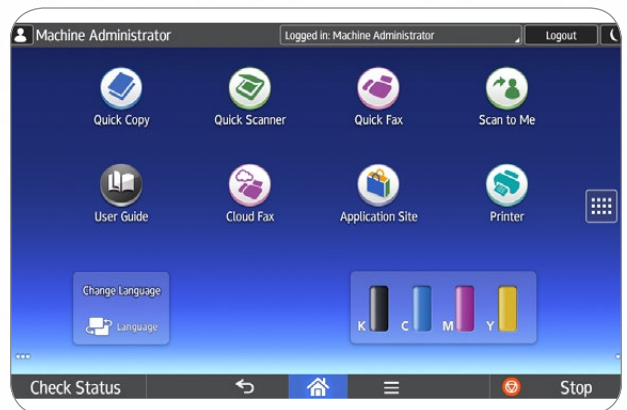 Machine Administrator
Logged in: Machine Administrator
Logout
Quick Copy
Quick Scanner
Quick Fax
Scan to Me
User Guide
Cloud Fax
Application Site
Printer
Change Language
Language
K C M Y
Check Status
Stop